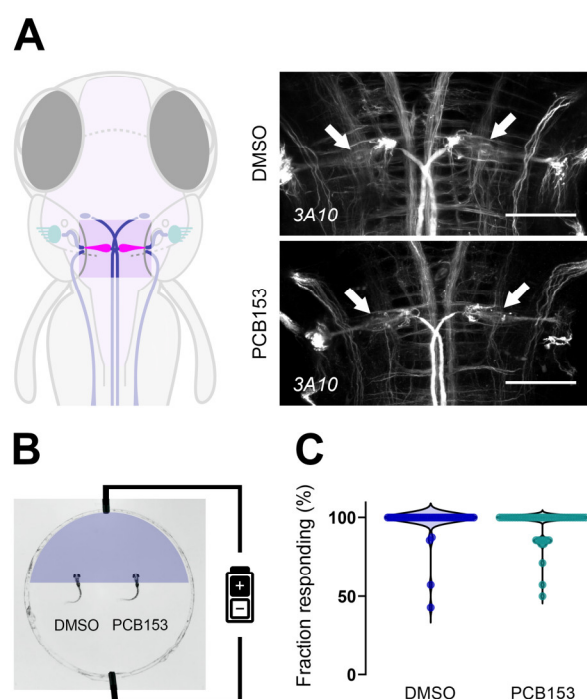 A
DMSO
3A10
PCB153
3A10
B
DMSO PCB153
+
−
C
Fraction responding (%)
100
50
0
DMSO PCB153